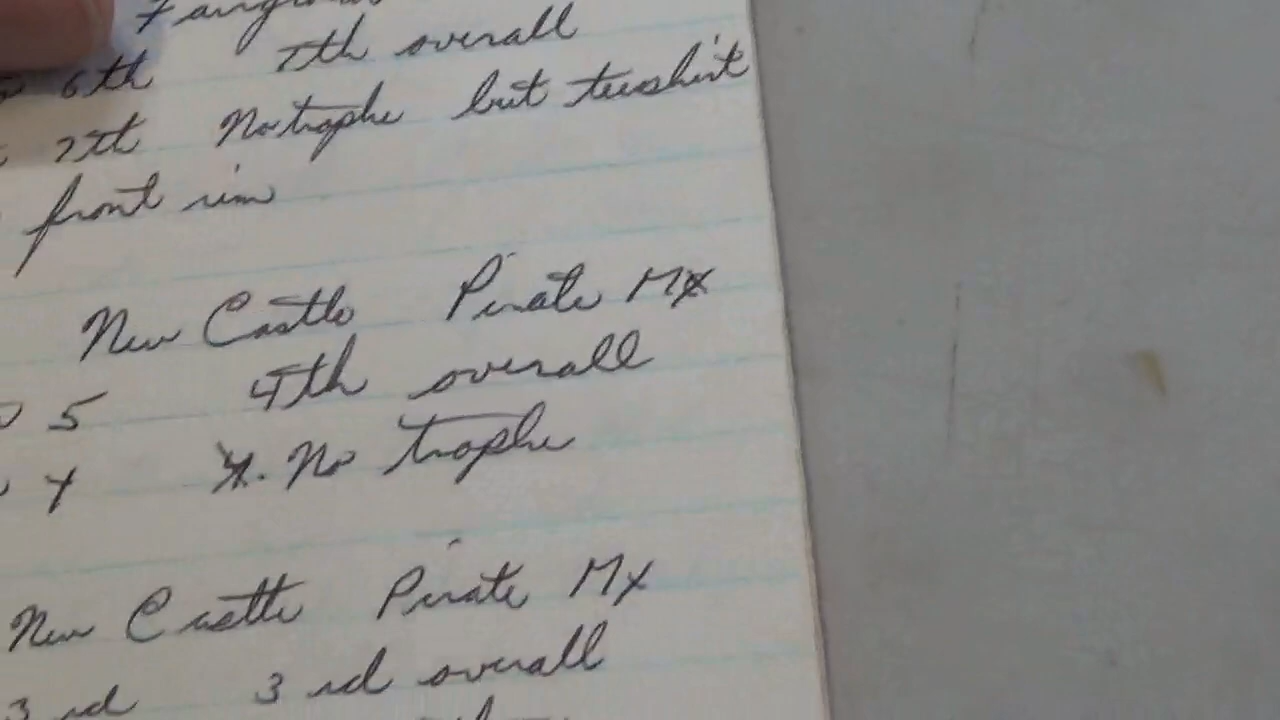 6th 7th overall
7th No trophe but teeshirt
front rim
New Castle Pirate Mx
5 4th overall
4 No trophe
New Castle Pirate Mx
3rd 3rd overall